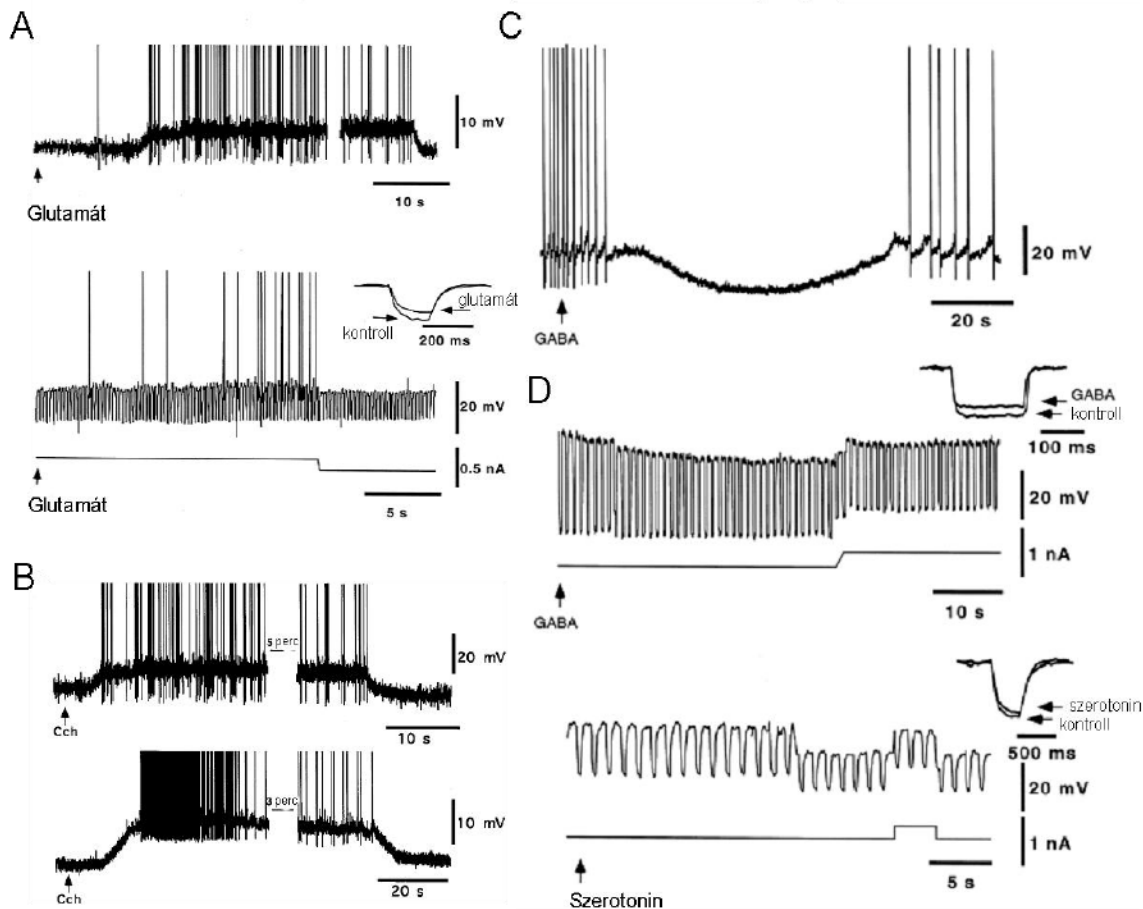 A
10 mV
10 s
Glutamát
glutamát
kontroll
200 ms
20 mV
0.5 nA
Glutamát
5 s
B
5 perc
20 mV
Cch
10 s
3 perc
10 mV
Cch
20 s
C
20 mV
20 s
GABA
D
GABA
kontroll
100 ms
20 mV
1 nA
GABA
10 s
szerotonin
kontroll
500 ms
20 mV
1 nA
5 s
Szerotonin